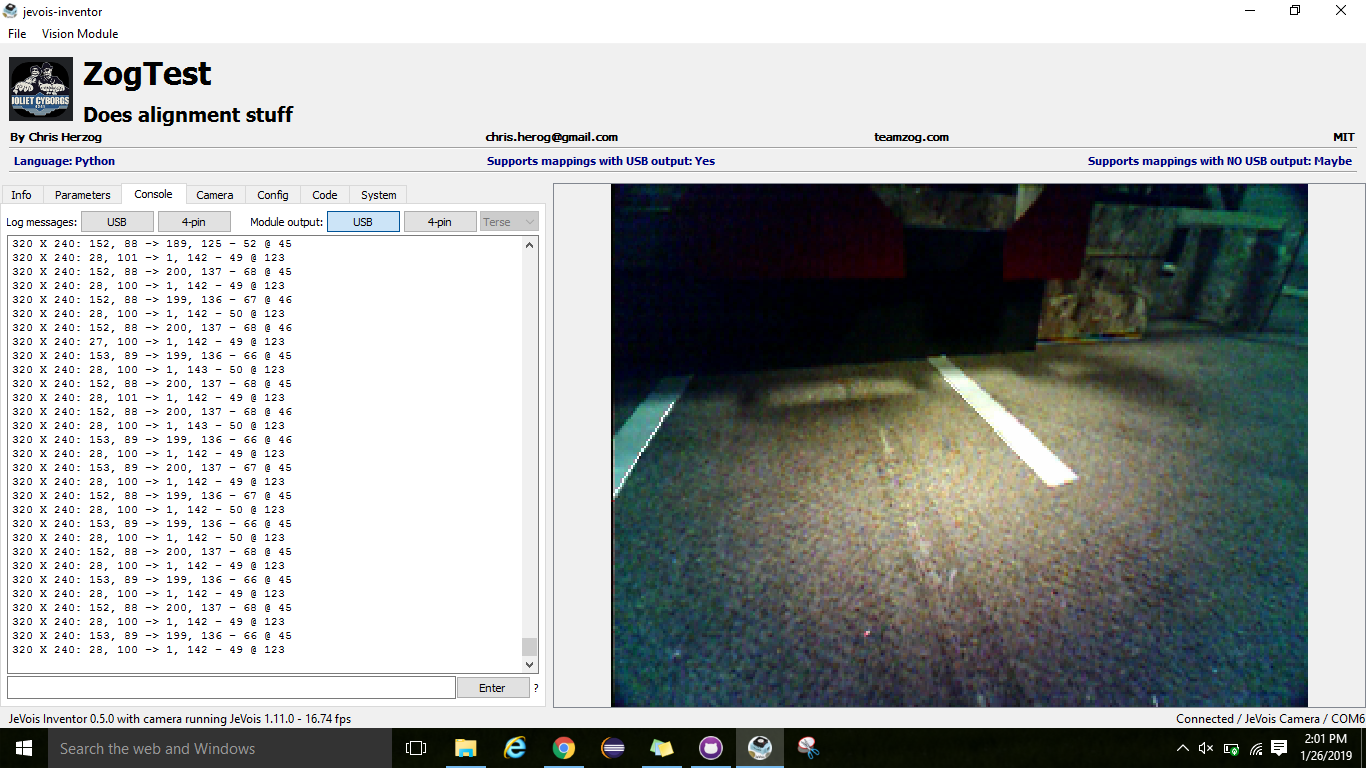 jevois-inventor
File Vision Module
JOLIET CYBORGS
ZogTest
Does alignment stuff
By Chris Herzog chris.herog@gmail.com teamzog.com MIT
Language: Python Supports mappings with USB output: Yes Supports mappings with NO USB output: Maybe
Info Parameters Console Camera Config Code System
Log messages: USB 4-pin Module output: USB 4-pin Terse
320 X 240: 152, 88 -> 189, 125 - 52 @ 45
320 X 240: 28, 101 -> 1, 142 - 49 @ 123
320 X 240: 152, 88 -> 200, 137 - 68 @ 45
320 X 240: 28, 100 -> 1, 142 - 49 @ 123
320 X 240: 152, 88 -> 199, 136 - 67 @ 46
320 X 240: 28, 100 -> 1, 142 - 50 @ 123
320 X 240: 152, 88 -> 200, 137 - 68 @ 46
320 X 240: 27, 100 -> 1, 142 - 49 @ 123
320 X 240: 153, 89 -> 199, 136 - 66 @ 45
320 X 240: 28, 100 -> 1, 143 - 50 @ 123
320 X 240: 152, 88 -> 200, 137 - 68 @ 45
320 X 240: 28, 101 -> 1, 142 - 49 @ 123
320 X 240: 152, 88 -> 200, 137 - 68 @ 46
320 X 240: 28, 100 -> 1, 143 - 50 @ 123
320 X 240: 153, 89 -> 199, 136 - 66 @ 46
320 X 240: 28, 100 -> 1, 142 - 49 @ 123
320 X 240: 153, 89 -> 200, 137 - 67 @ 45
320 X 240: 28, 100 -> 1, 142 - 49 @ 123
320 X 240: 152, 88 -> 199, 136 - 67 @ 45
320 X 240: 28, 100 -> 1, 142 - 50 @ 123
320 X 240: 153, 89 -> 199, 136 - 66 @ 45
320 X 240: 28, 100 -> 1, 142 - 50 @ 123
320 X 240: 152, 88 -> 200, 137 - 68 @ 45
320 X 240: 28, 100 -> 1, 142 - 49 @ 123
320 X 240: 153, 89 -> 199, 136 - 66 @ 45
320 X 240: 28, 100 -> 1, 142 - 49 @ 123
320 X 240: 152, 88 -> 200, 137 - 68 @ 45
320 X 240: 28, 100 -> 1, 142 - 49 @ 123
320 X 240: 153, 89 -> 199, 136 - 66 @ 45
320 X 240: 28, 100 -> 1, 142 - 49 @ 123
Enter ?
JeVois Inventor 0.5.0 with camera running JeVois 1.11.0 - 16.74 fps Connected / JeVois Camera / COM6
Search the web and Windows
2:01 PM
1/26/2019